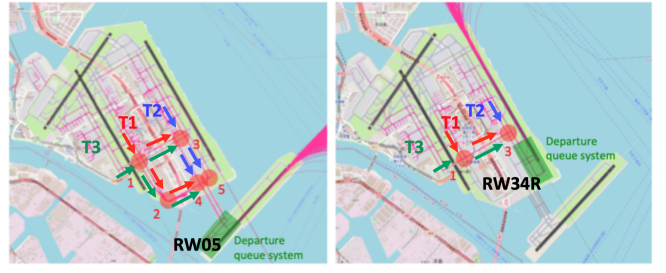 T1
T2
T3
3
1
5
4
2
RW05
Departure
queue system
T1
T2
T3
3
1
Departure
queue system
RW34R